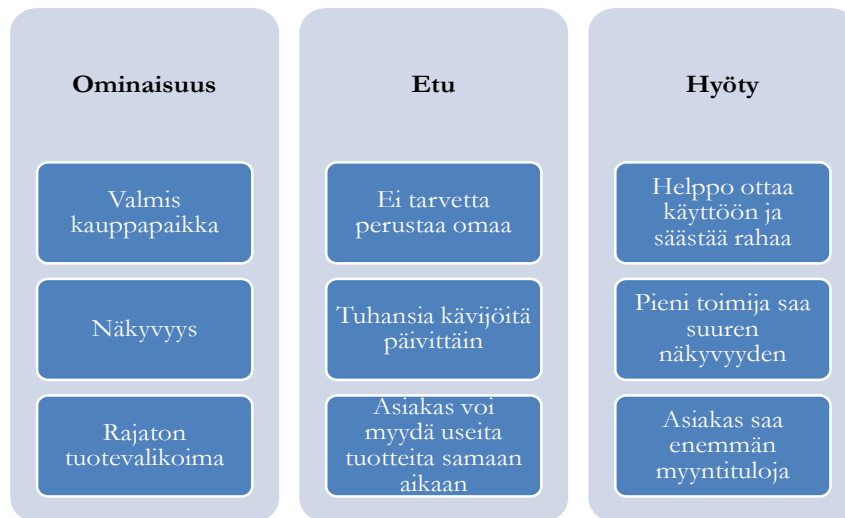 Ominaisuus
Valmis
kauppapaikka
Näkyvyys
Rajaton
tuotevalikoima
Etu
Ei tarvetta
perustaa omaa
Tuhansia kävijöitä
päivittäin
Asiakas voi
myydä useita
tuotteita samaan
aikaan
Hyöty
Helppo ottaa
käyttöön ja
säästää rahaa
Pieni toimija saa
suuren
näkyvyyden
Asiakas saa
enemmän
myyntituloja